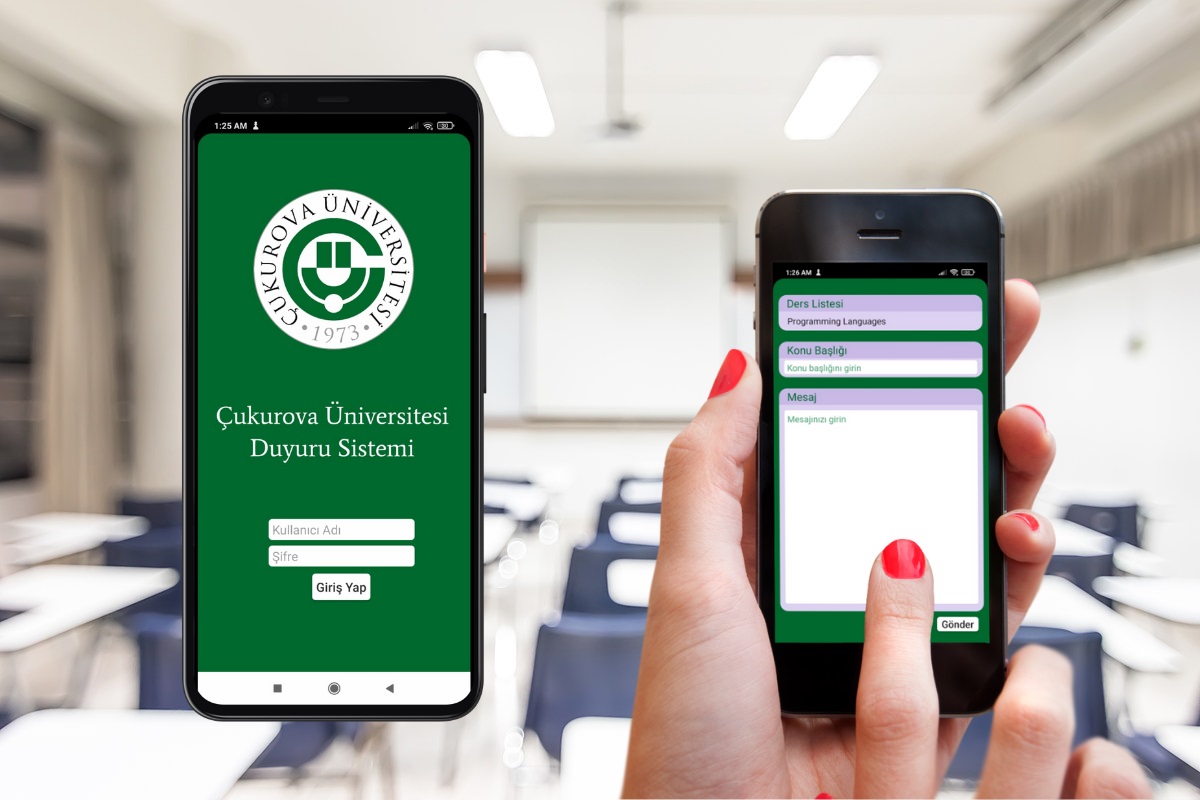 1:25 AM
ÇUKUROVA ÜNİVERSİTESİ
• 1973 •
Çukurova Üniversitesi
Duyuru Sistemi
Kullanıcı Adı
Şifre
Giriş Yap
1:26 AM
Ders Listesi
Programming Languages
Konu Başlığı
Konu başlığını girin
Mesaj
Mesajınızı girin
Gönder